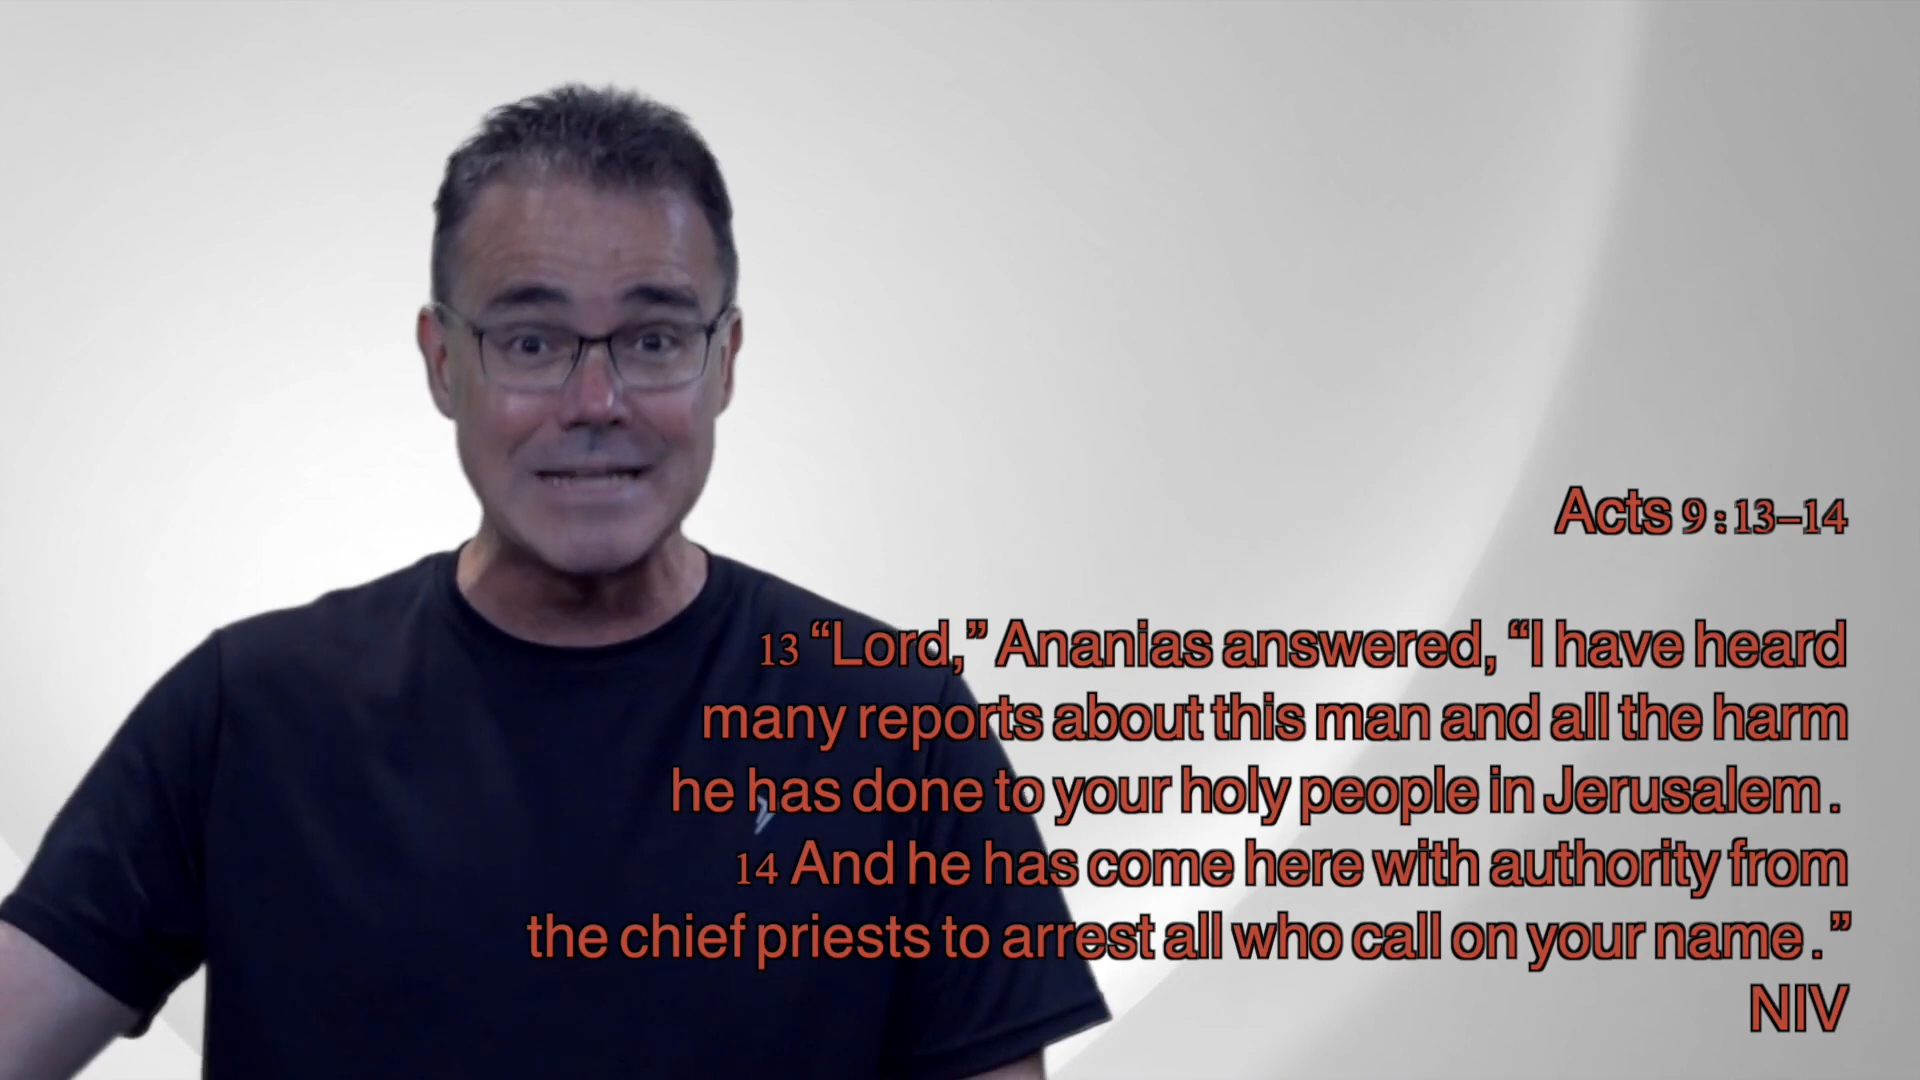 Acts 9:13–14
13 “Lord,” Ananias answered, “I have heard
many reports about this man and all the harm
he has done to your holy people in Jerusalem.
14 And he has come here with authority from
the chief priests to arrest all who call on your name.”
NIV